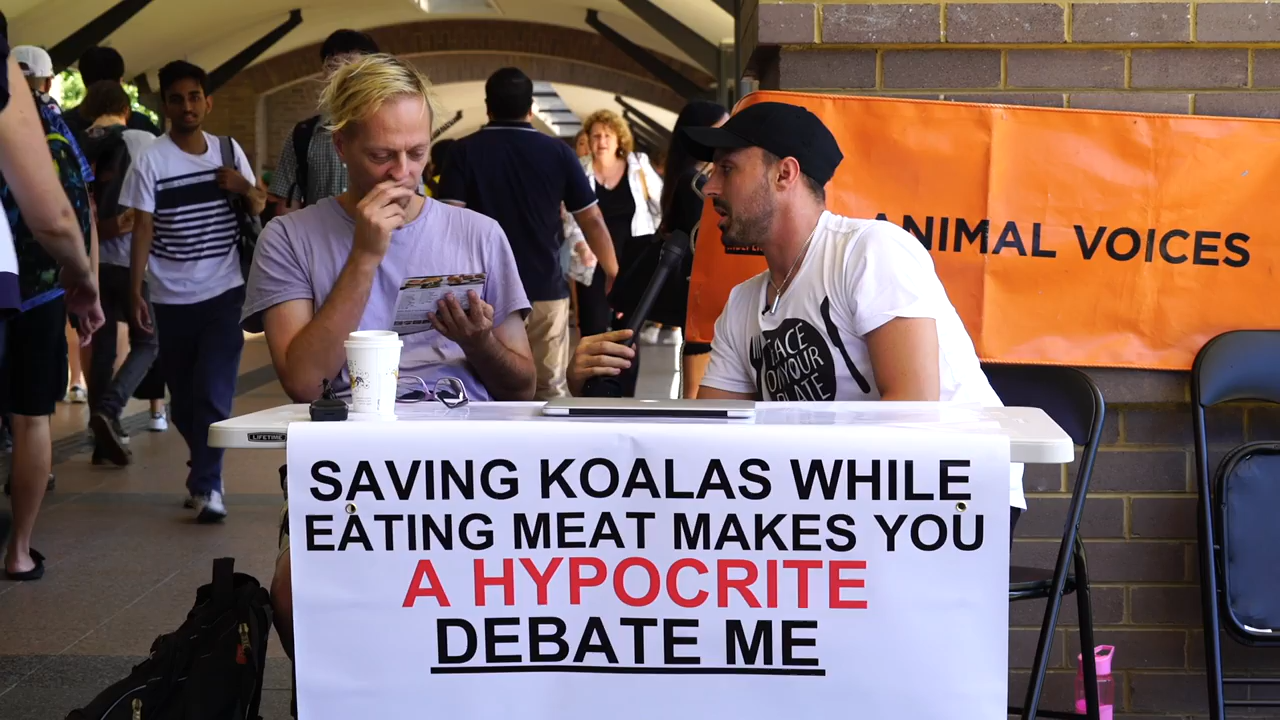 ANIMAL VOICES
PEACE
ON YOUR
PLATE
LIFETIME
SAVING KOALAS WHILE
EATING MEAT MAKES YOU
A HYPOCRITE
DEBATE ME